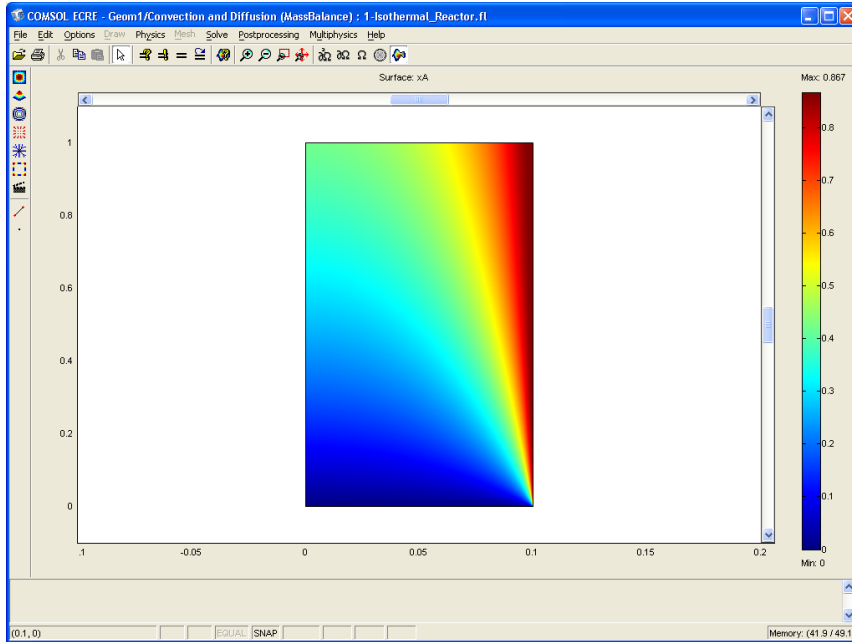 COMSOL ECRE - Geom1/Convection and Diffusion (MassBalance) : 1-Isothermal_Reactor.fl
File Edit Options Draw Physics Mesh Solve Postprocessing Multiphysics Help
Surface: xA
Max: 0.867
1
0.8
0.6
0.4
0.2
0
.1 -0.05 0 0.05 0.1 0.15 0.2
0.8
0.7
0.6
0.5
0.4
0.3
0.2
0.1
0
Min: 0
(0.1, 0) EQUAL SNAP Memory: (41.9 / 49.1